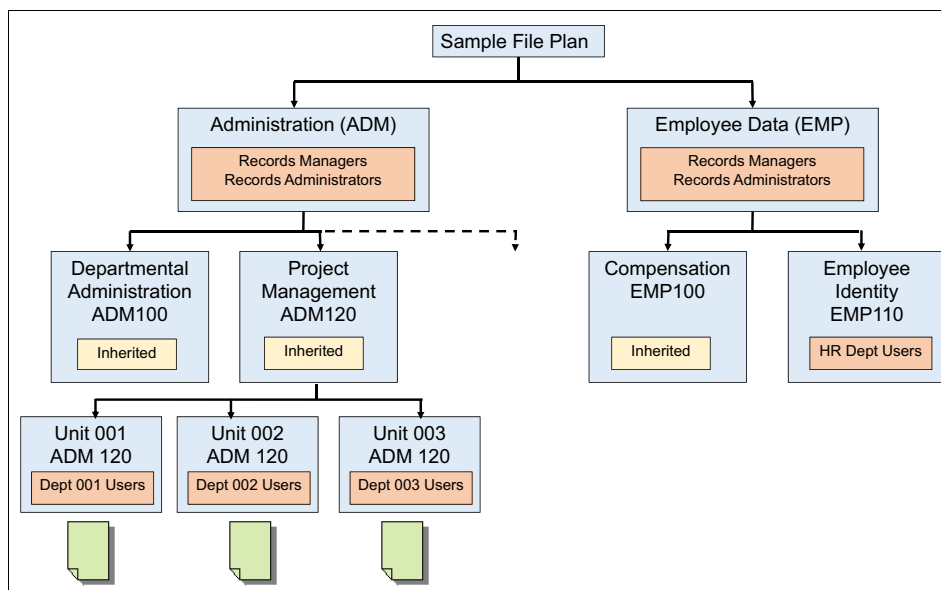 Sample File Plan
Administration (ADM)
Records Managers
Records Administrators
Employee Data (EMP)
Records Managers
Records Administrators
Departmental
Administration
ADM100
Inherited
Project
Management
ADM120
Inherited
Compensation
EMP100
Inherited
Employee
Identity
EMP110
HR Dept Users
Unit 001
ADM 120
Dept 001 Users
Unit 002
ADM 120
Dept 002 Users
Unit 003
ADM 120
Dept 003 Users